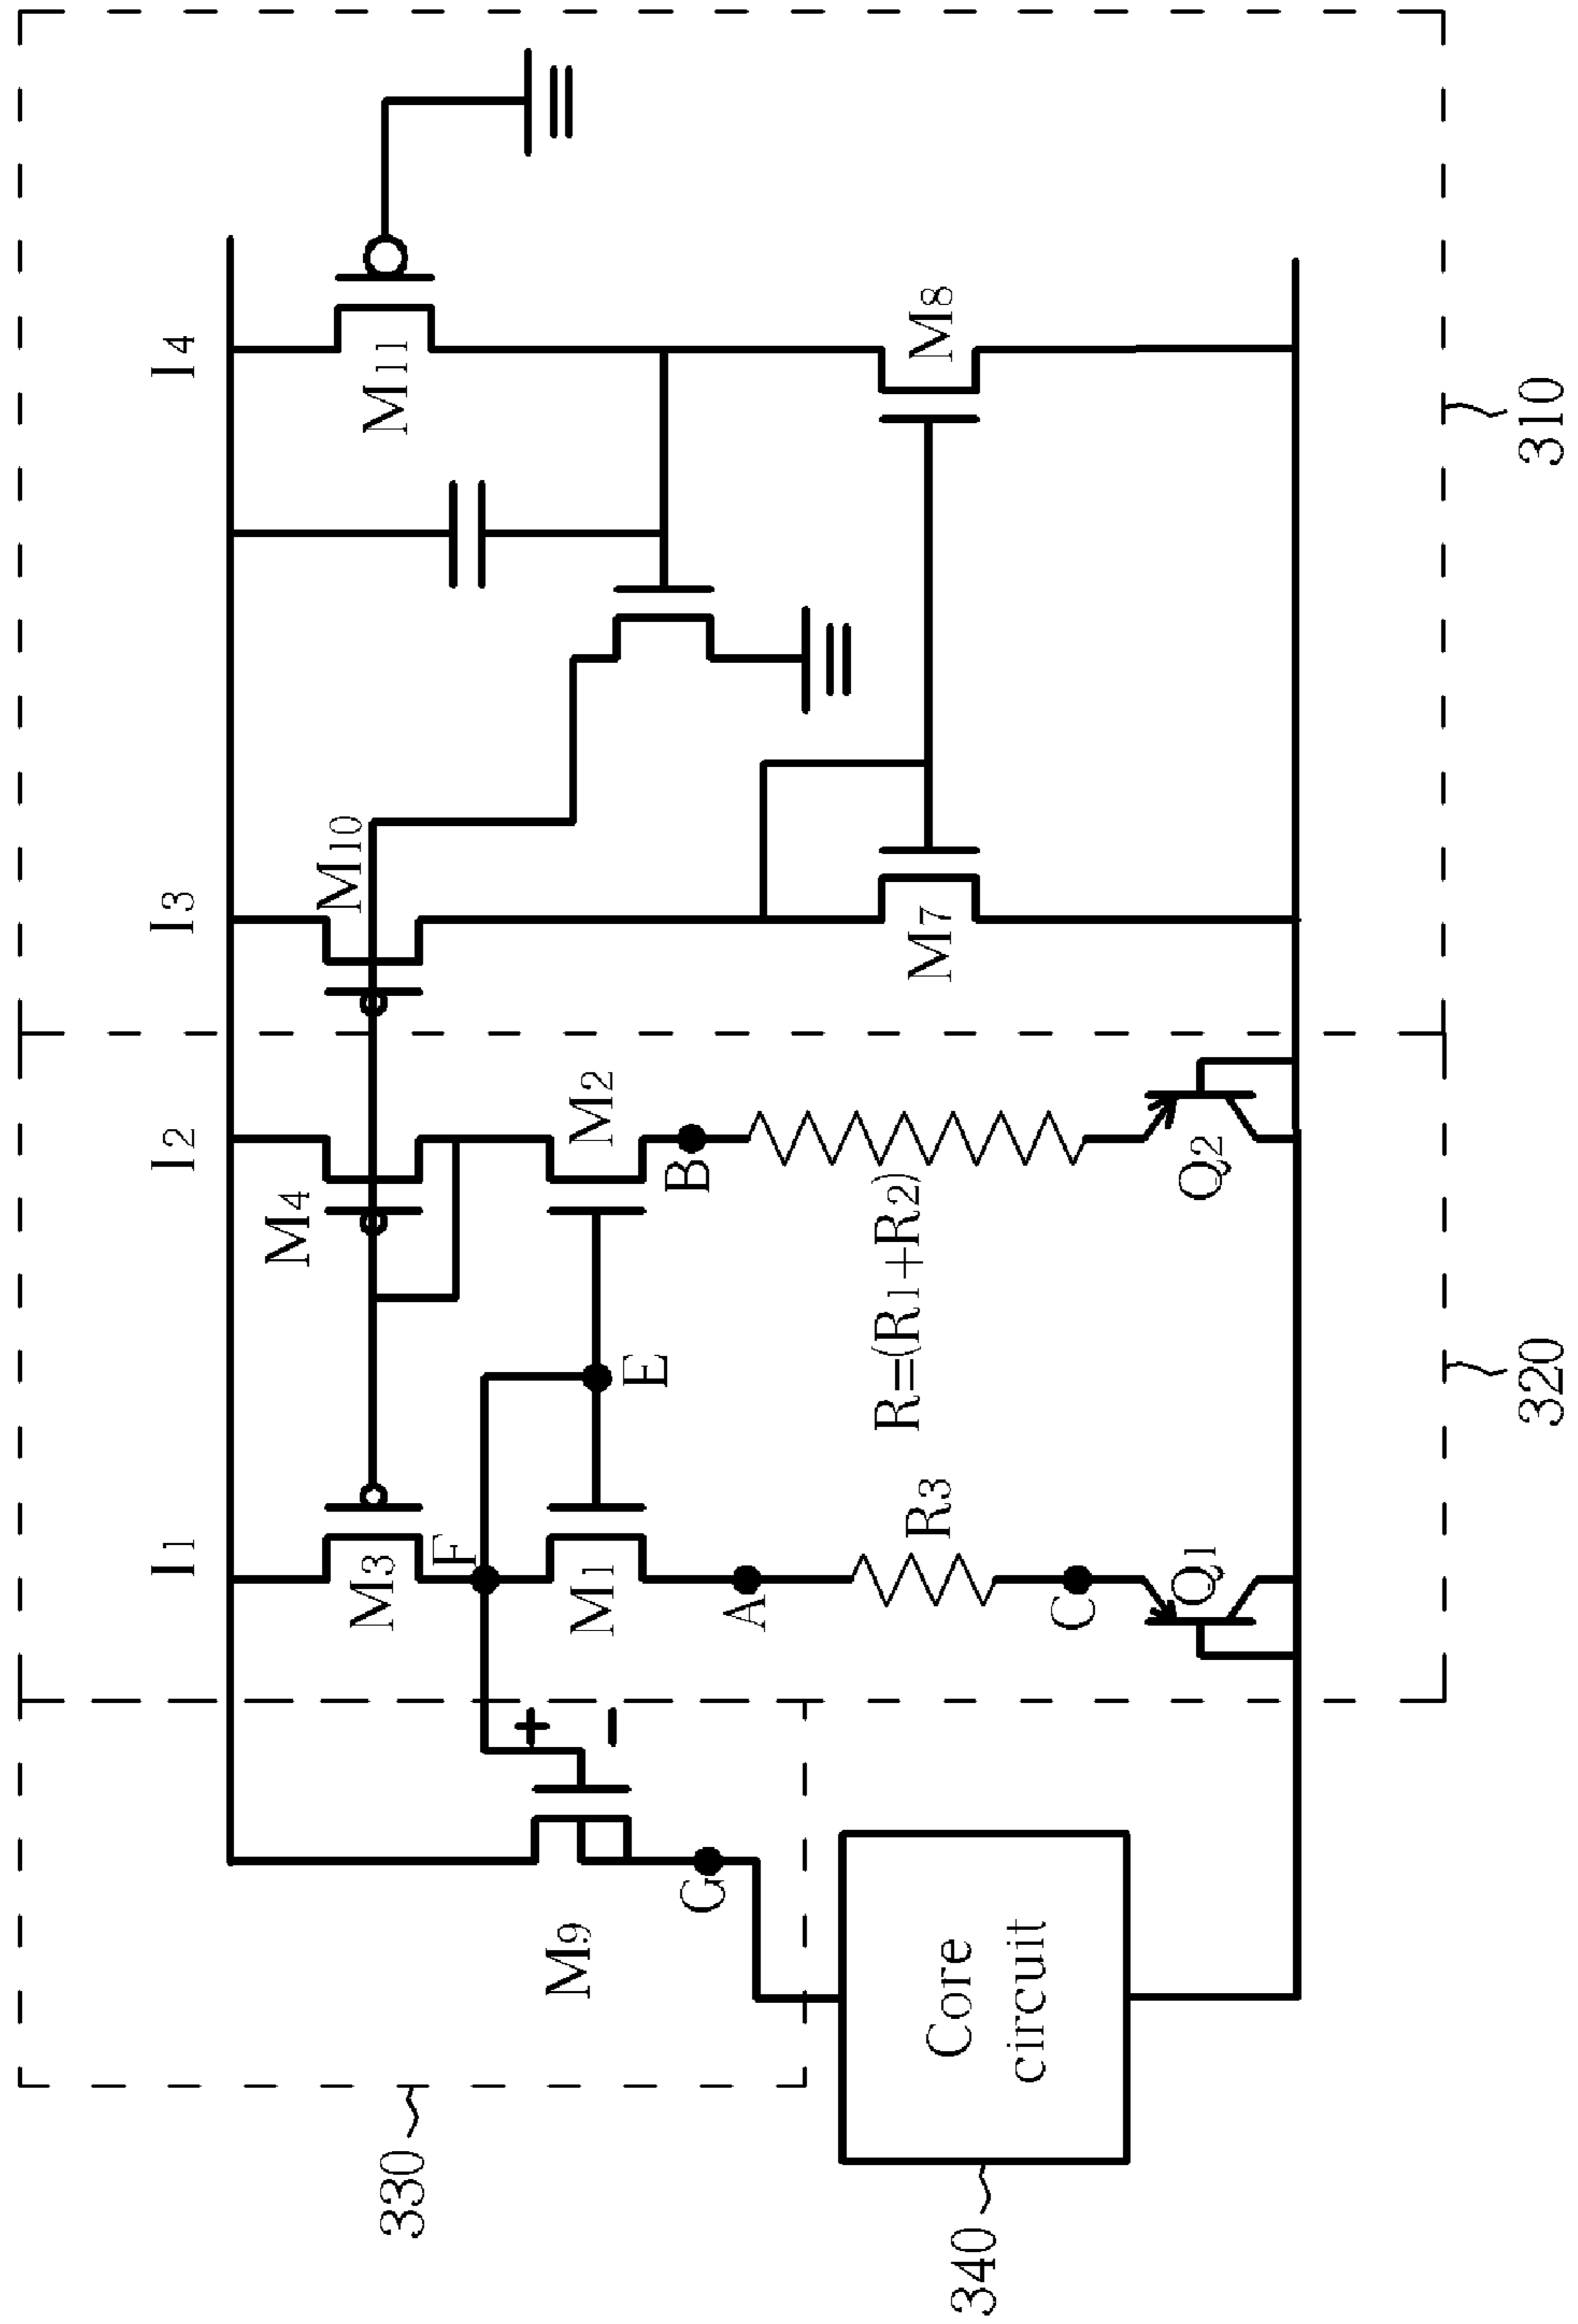 I1
I2
I3
I4
M4
M10
M3
M11
330
F
+
−
M9
M1
M2
E
B
G
A
R3
R=(R1+R2)
M7
M8
340
Core
circuit
C
Q1
Q2
320
310